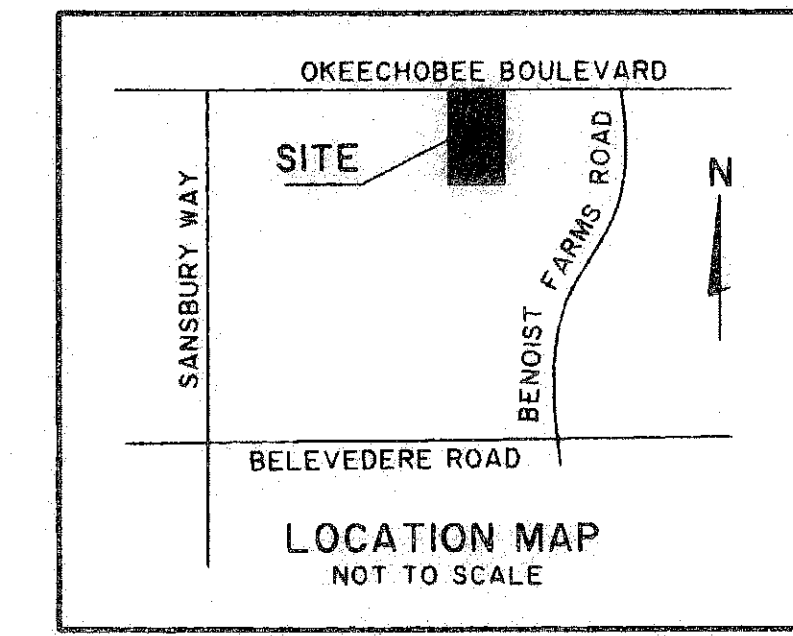 OKEECHOBEE BOULEVARD
SITE
N
SANSBURY WAY
BENOIST FARMS ROAD
BELEVEDERE ROAD
LOCATION MAP
NOT TO SCALE